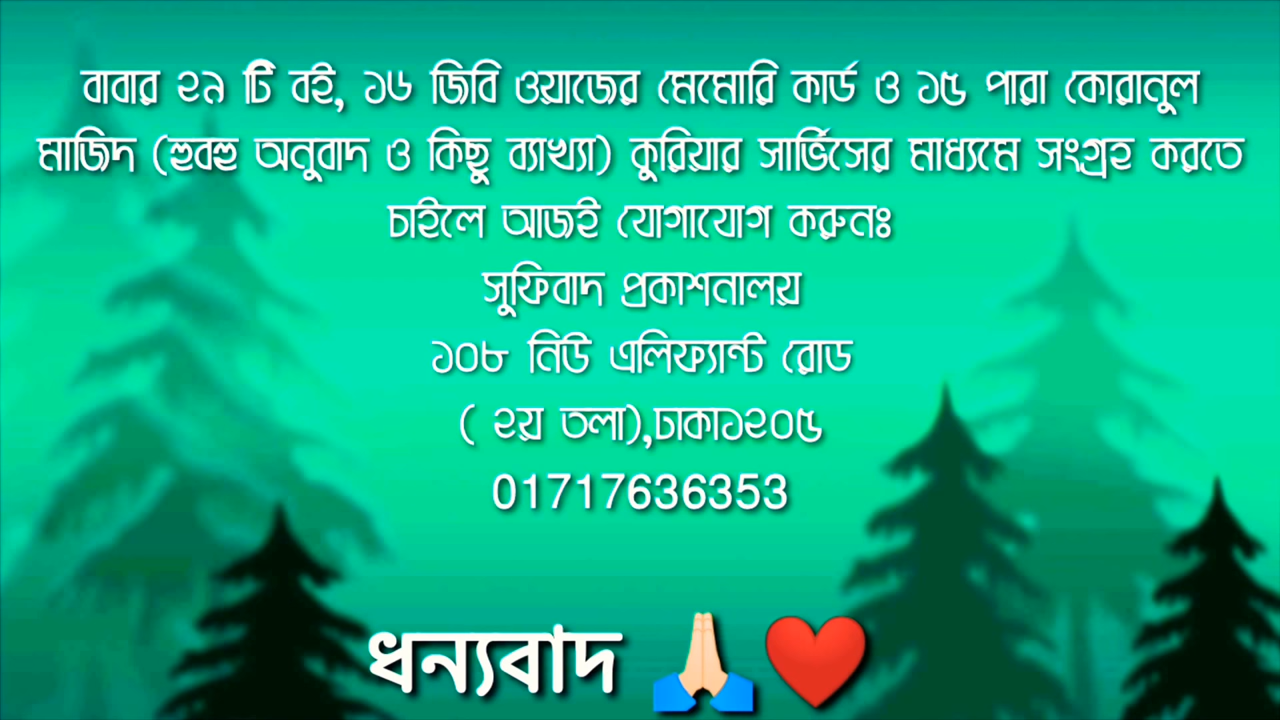 বাবার ২৯ টি বই, ১৬ জিবি ওয়াজের মেমোরি কার্ড ও ১৫ পারা কোরানুল
মাজিদ (হুবহু অনুবাদ ও কিছু ব্যাখ্যা) কুরিয়ার সার্ভিসের মাধ্যমে সংগ্রহ করতে
চাইলে আজই যোগাযোগ করুনঃ
সুফিবাদ প্রকাশনালয়
১০৮ নিউ এলিফ্যান্ট রোড
( ২য় তলা),ঢাকা১২০৫
01717636353
ধন্যবাদ 🙏🏻❤️